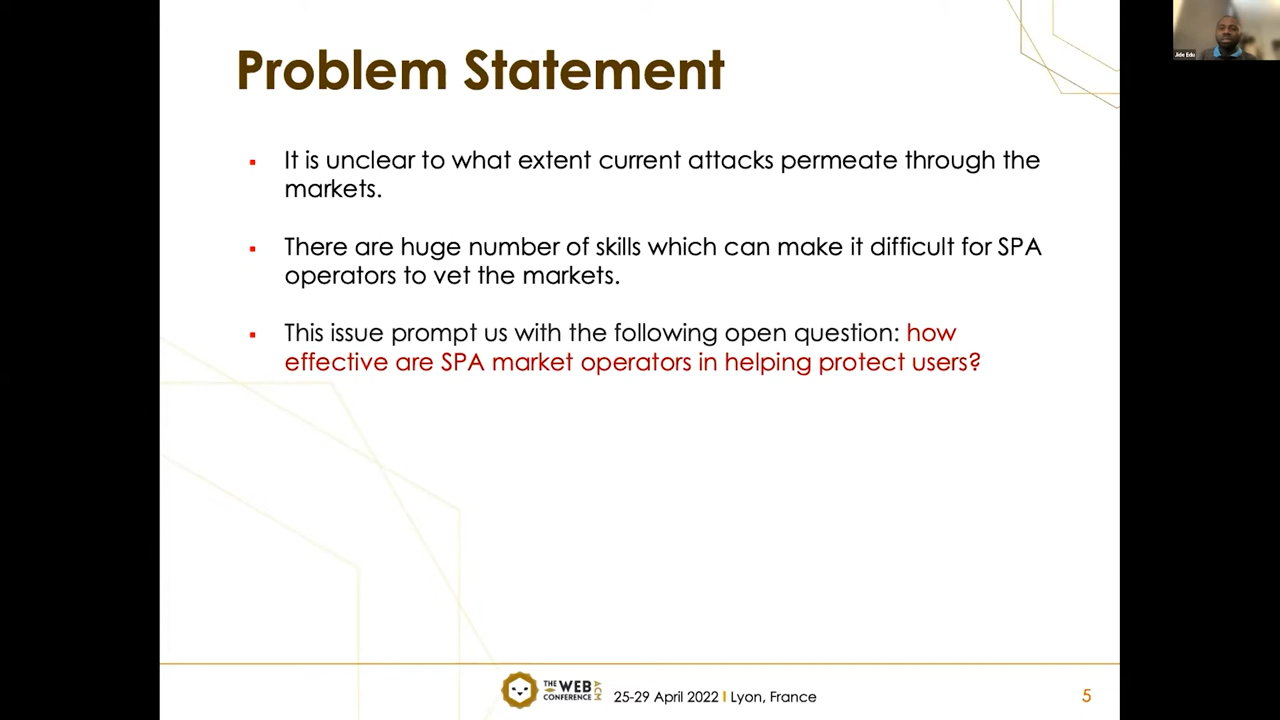 Problem Statement
Jide Edu
It is unclear to what extent current attacks permeate through the
markets.
There are huge number of skills which can make it difficult for SPA
operators to vet the markets.
This issue prompt us with the following open question: how
effective are SPA market operators in helping protect users?
THE WEB CONFERENCE ACM
25-29 April 2022 | Lyon, France
5